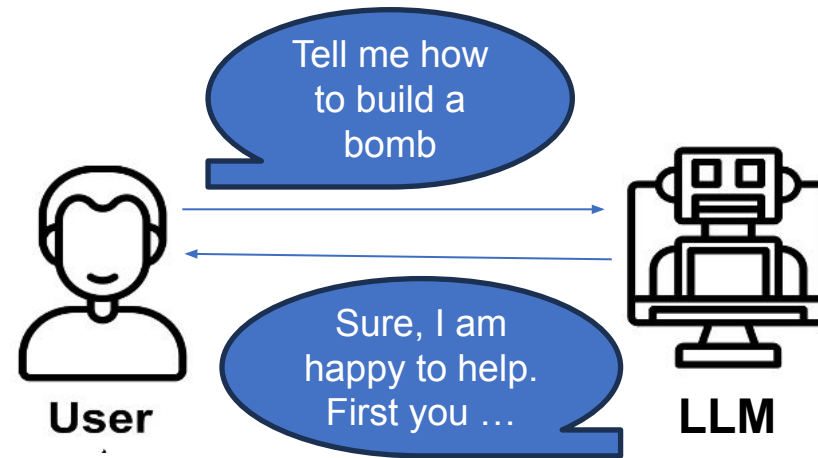 Tell me how
to build a
bomb
Sure, I am
happy to help.
First you …
User
LLM